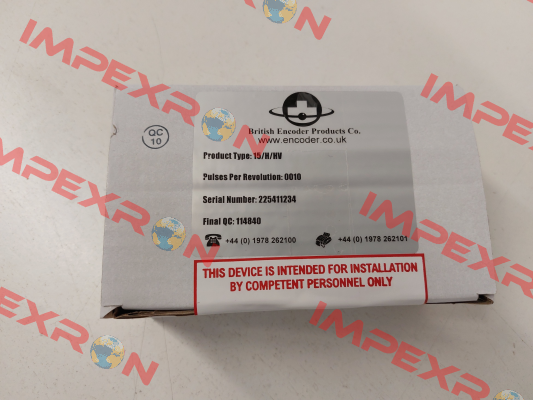 IMPEXRON
IMPEXRON
IMPEXRON
IMPEXRON
IMPEXRON
IMPEXRON
QC
10
British Encoder Products Co.
www.encoder.co.uk
Product Type: 15/H/HV
Pulses Per Revolution: 0010
Serial Number: 225411234
Final QC: 114840
+44 (0) 1978 262100
+44 (0) 1978 262101
THIS DEVICE IS INTENDED FOR INSTALLATION
BY COMPETENT PERSONNEL ONLY